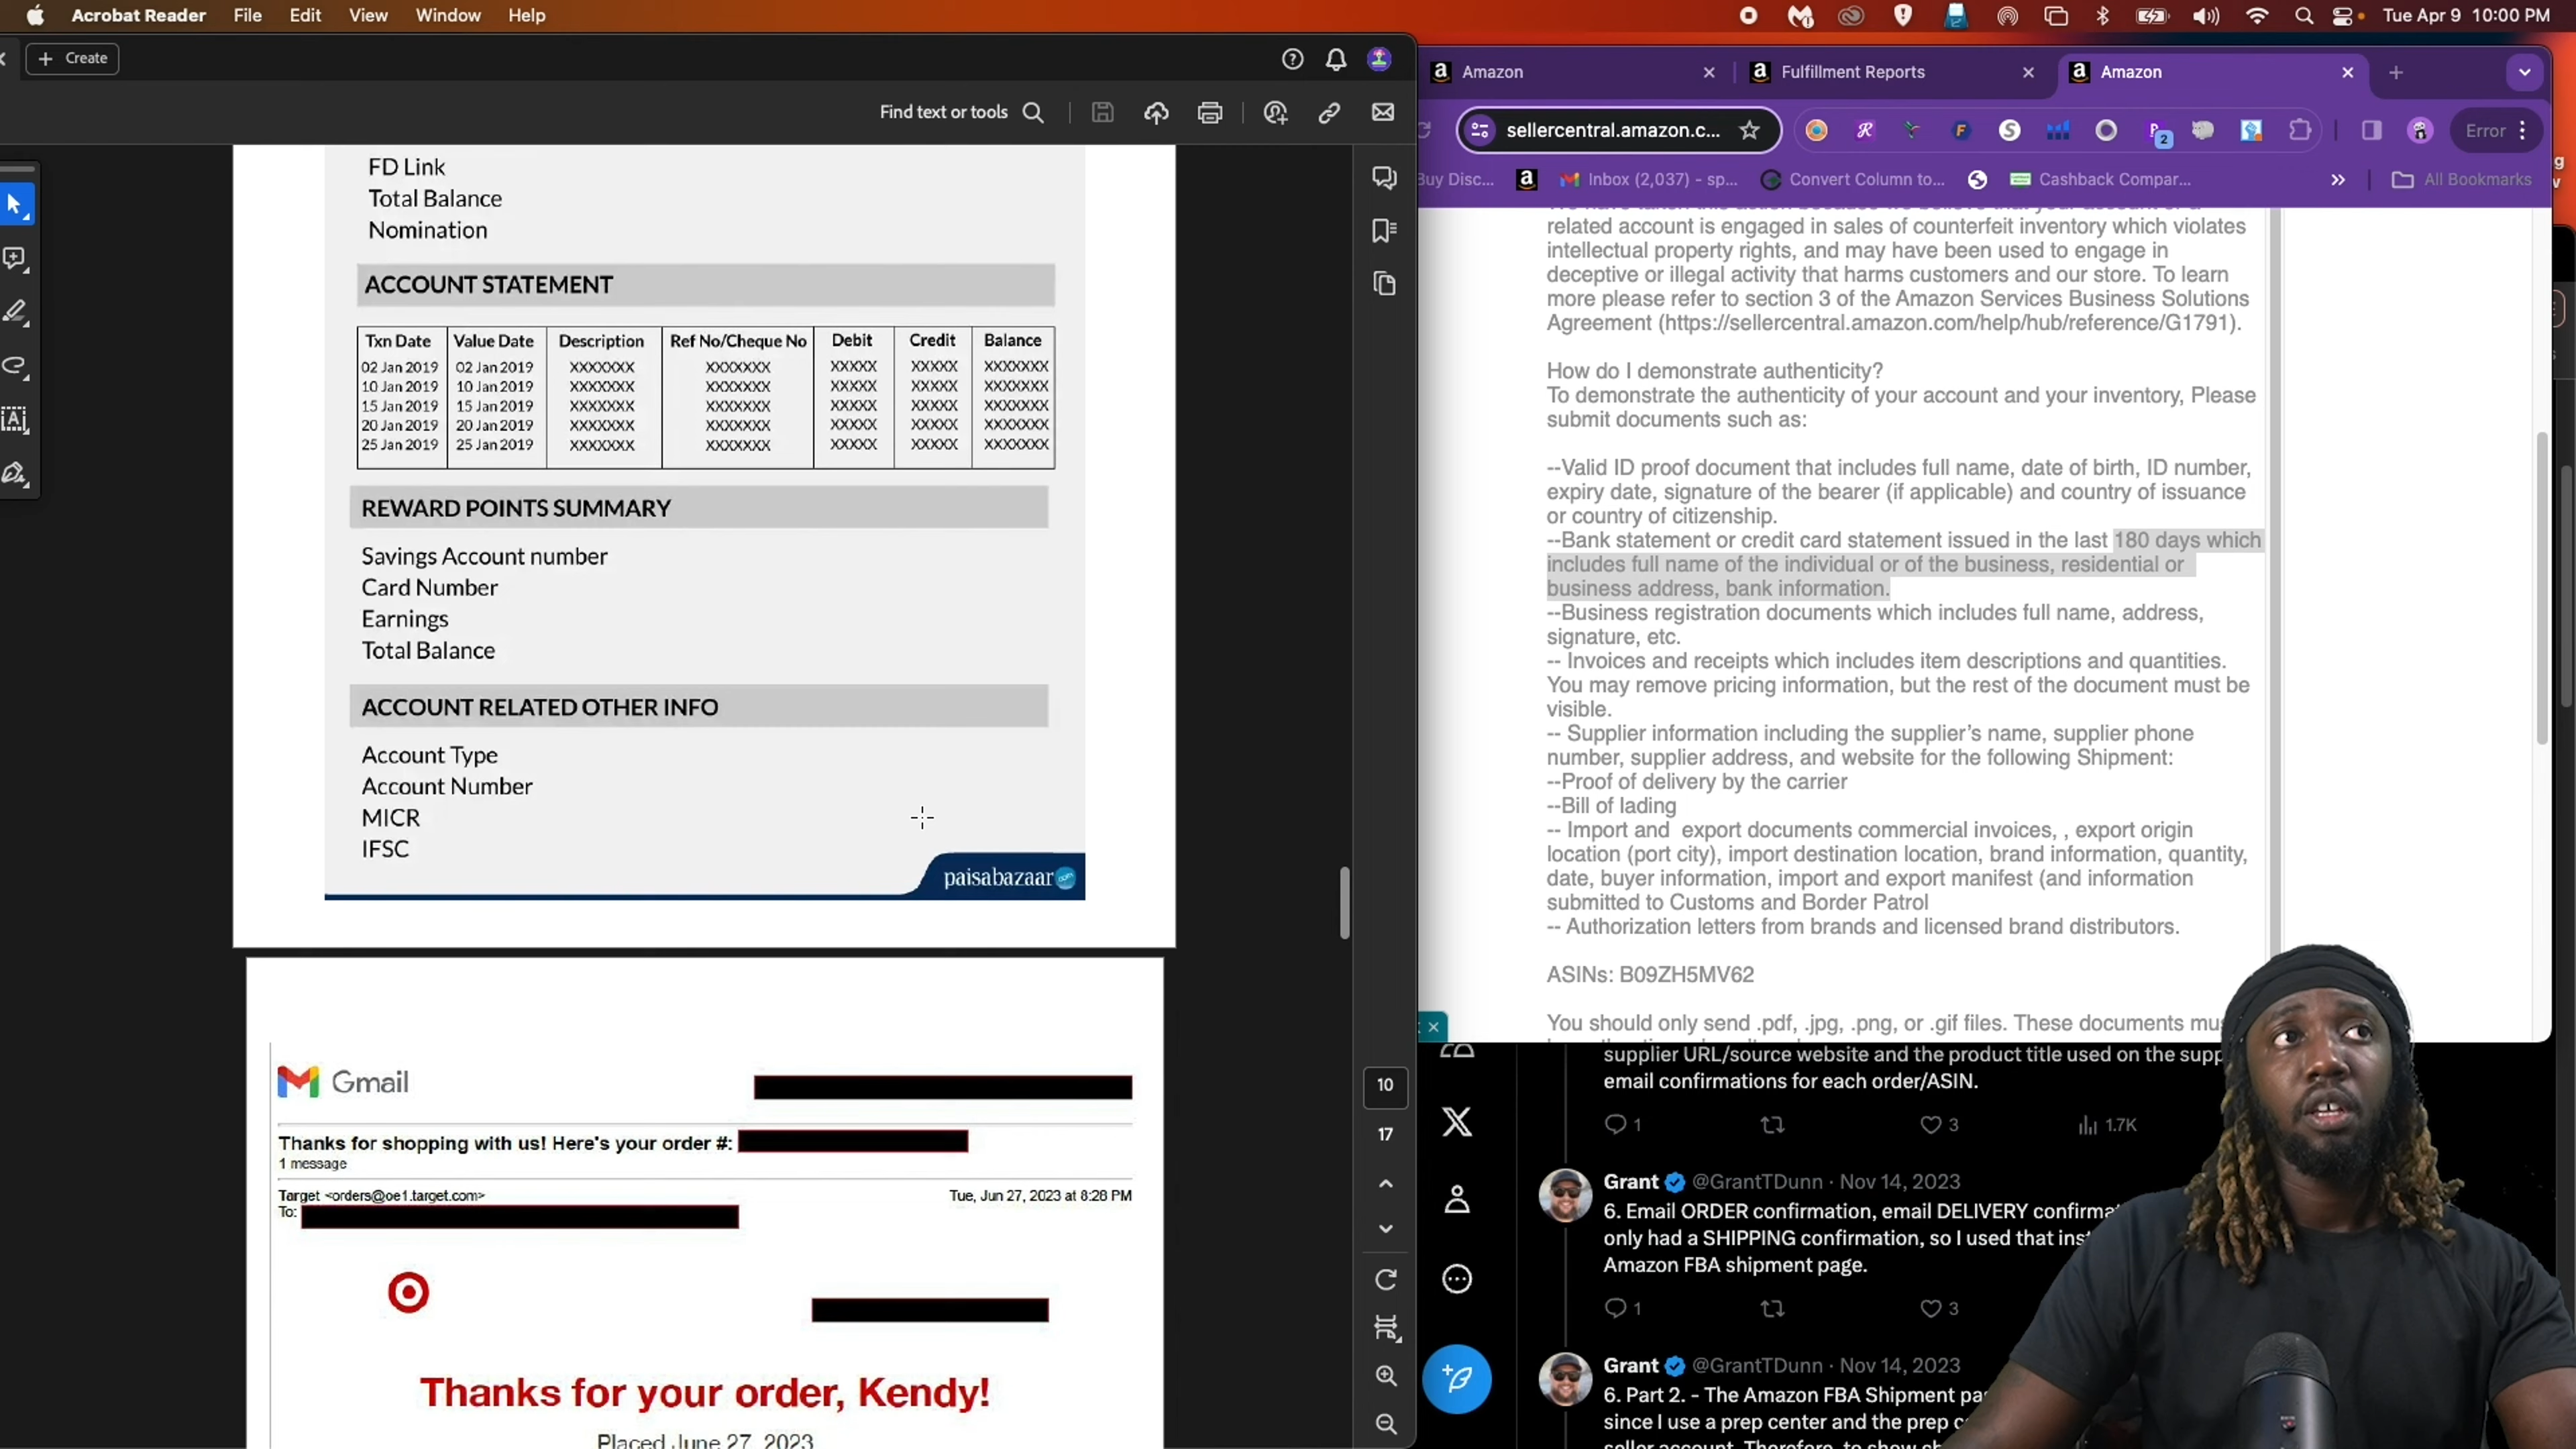 Acrobat Reader File Edit View Window Help
Tue Apr 9 10:00 PM
Create
Find text or tools
FD Link
Total Balance
Nomination
ACCOUNT STATEMENT
Txn Date Value Date Description Ref No/Cheque No Debit Credit Balance
02 Jan 2019 02 Jan 2019 XXXXXXX XXXXXXX XXXXX XXXXX XXXXXXX
10 Jan 2019 10 Jan 2019 XXXXXXX XXXXXXX XXXXX XXXXX XXXXXXX
15 Jan 2019 15 Jan 2019 XXXXXXX XXXXXXX XXXXX XXXXX XXXXXXX
20 Jan 2019 20 Jan 2019 XXXXXXX XXXXXXX XXXXX XXXXX XXXXXXX
25 Jan 2019 25 Jan 2019 XXXXXXX XXXXXXX XXXXX XXXXX XXXXXXX
REWARD POINTS SUMMARY
Savings Account number
Card Number
Earnings
Total Balance
ACCOUNT RELATED OTHER INFO
Account Type
Account Number
MICR
IFSC
paisabazaar
Gmail
Thanks for shopping with us! Here's your order #:
1 message
Target <orders@oe1.target.com> Tue, Jun 27, 2023 at 8:28 PM
To:
Thanks for your order, Kendy!
Placed June 27, 2023
10
17
Amazon
Fulfillment Reports
Amazon
sellercentral.amazon.c...
2
Error
Buy Disc...
Inbox (2,037) - sp...
Convert Column to...
Cashback Compar...
All Bookmarks
related account is engaged in sales of counterfeit inventory which violates
intellectual property rights, and may have been used to engage in
deceptive or illegal activity that harms customers and our store. To learn
more please refer to section 3 of the Amazon Services Business Solutions
Agreement (https://sellercentral.amazon.com/help/hub/reference/G1791).
How do I demonstrate authenticity?
To demonstrate the authenticity of your account and your inventory, Please
submit documents such as:
--Valid ID proof document that includes full name, date of birth, ID number,
expiry date, signature of the bearer (if applicable) and country of issuance
or country of citizenship.
--Bank statement or credit card statement issued in the last 180 days which
includes full name of the individual or of the business, residential or
business address, bank information.
--Business registration documents which includes full name, address,
signature, etc.
-- Invoices and receipts which includes item descriptions and quantities.
You may remove pricing information, but the rest of the document must be
visible.
-- Supplier information including the supplier's name, supplier phone
number, supplier address, and website for the following Shipment:
--Proof of delivery by the carrier
--Bill of lading
-- Import and export documents commercial invoices, , export origin
location (port city), import destination location, brand information, quantity,
date, buyer information, import and export manifest (and information
submitted to Customs and Border Patrol
-- Authorization letters from brands and licensed brand distributors.
ASINs: B09ZH5MV62
You should only send .pdf, .jpg, .png, or .gif files. These documents mu
supplier URL/source website and the product title used on the supp
email confirmations for each order/ASIN.
1 3 1.7K
Grant @GrantTDunn · Nov 14, 2023
6. Email ORDER confirmation, email DELIVERY confirmat
only had a SHIPPING confirmation, so I used that inst
Amazon FBA shipment page.
1 3
Grant @GrantTDunn · Nov 14, 2023
6. Part 2. - The Amazon FBA Shipment pa
since I use a prep center and the prep c
seller account. Therefore, to show